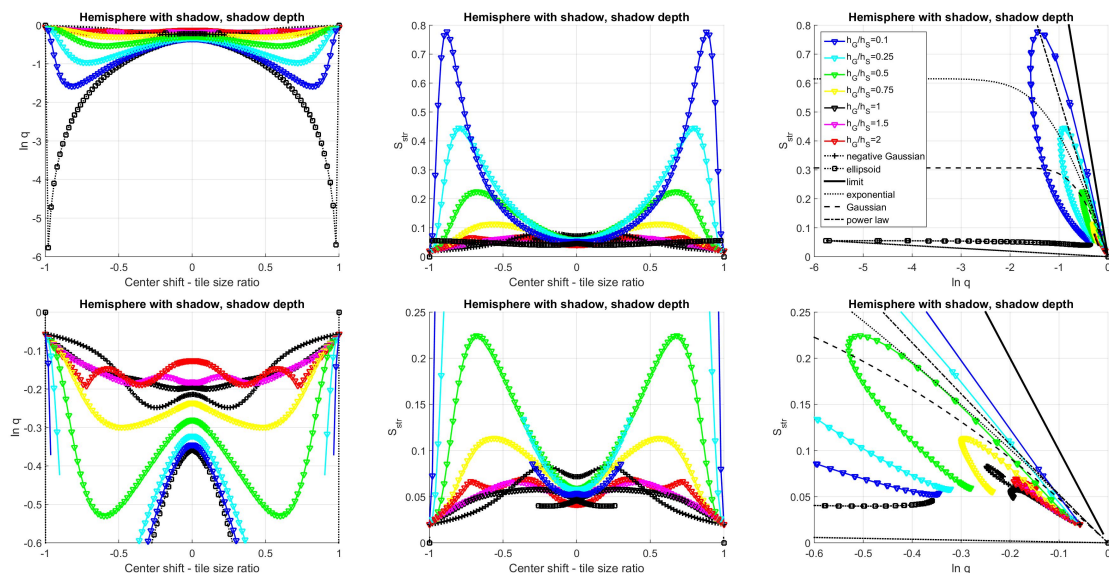 Hemisphere with shadow, shadow depth
ln q
0
-1
-2
-3
-4
-5
-6
-1
-0.5
0
0.5
1
Center shift - tile size ratio
Hemisphere with shadow, shadow depth
S_str
0.8
0.7
0.6
0.5
0.4
0.3
0.2
0.1
0
-1
-0.5
0
0.5
1
Center shift - tile size ratio
Hemisphere with shadow, shadow depth
S_str
0.8
0.7
0.6
0.5
0.4
0.3
0.2
0.1
0
h_G/h_S=0.1
h_G/h_S=0.25
h_G/h_S=0.5
h_G/h_S=0.75
h_G/h_S=1
h_G/h_S=1.5
h_G/h_S=2
negative Gaussian
ellipsoid
limit
exponential
Gaussian
power law
-6
-5
-4
-3
-2
-1
0
ln q
Hemisphere with shadow, shadow depth
ln q
0
-0.1
-0.2
-0.3
-0.4
-0.5
-0.6
-1
-0.5
0
0.5
1
Center shift - tile size ratio
Hemisphere with shadow, shadow depth
S_str
0.25
0.2
0.15
0.1
0.05
0
-1
-0.5
0
0.5
1
Center shift - tile size ratio
Hemisphere with shadow, shadow depth
S_str
0.25
0.2
0.15
0.1
0.05
0
-0.6
-0.5
-0.4
-0.3
-0.2
-0.1
0
ln q